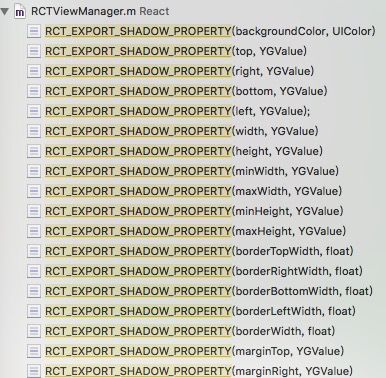 RCTViewManager.m React
RCT_EXPORT_SHADOW_PROPERTY(backgroundColor, UIColor)
RCT_EXPORT_SHADOW_PROPERTY(top, YGValue)
RCT_EXPORT_SHADOW_PROPERTY(right, YGValue)
RCT_EXPORT_SHADOW_PROPERTY(bottom, YGValue)
RCT_EXPORT_SHADOW_PROPERTY(left, YGValue);
RCT_EXPORT_SHADOW_PROPERTY(width, YGValue)
RCT_EXPORT_SHADOW_PROPERTY(height, YGValue)
RCT_EXPORT_SHADOW_PROPERTY(minWidth, YGValue)
RCT_EXPORT_SHADOW_PROPERTY(maxWidth, YGValue)
RCT_EXPORT_SHADOW_PROPERTY(minHeight, YGValue)
RCT_EXPORT_SHADOW_PROPERTY(maxHeight, YGValue)
RCT_EXPORT_SHADOW_PROPERTY(borderTopWidth, float)
RCT_EXPORT_SHADOW_PROPERTY(borderRightWidth, float)
RCT_EXPORT_SHADOW_PROPERTY(borderBottomWidth, float)
RCT_EXPORT_SHADOW_PROPERTY(borderLeftWidth, float)
RCT_EXPORT_SHADOW_PROPERTY(borderWidth, float)
RCT_EXPORT_SHADOW_PROPERTY(marginTop, YGValue)
RCT_EXPORT_SHADOW_PROPERTY(marginRight, YGValue)